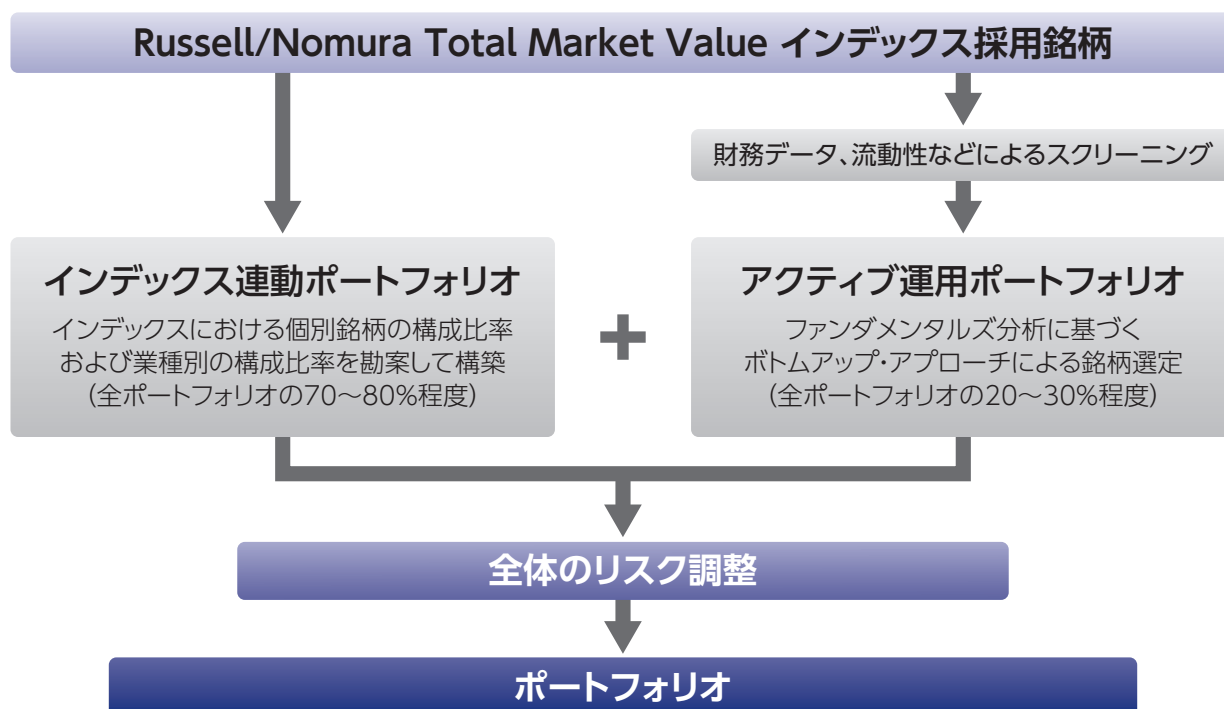 Russell/Nomura Total Market Value インデックス採用銘柄
財務データ、流動性などによるスクリーニング
インデックス連動ポートフォリオ
インデックスにおける個別銘柄の構成比率
および業種別の構成比率を勘案して構築
(全ポートフォリオの70～80%程度)
+
アクティブ運用ポートフォリオ
ファンダメンタルズ分析に基づく
ボトムアップ・アプローチによる銘柄選定
(全ポートフォリオの20～30%程度)
全体のリスク調整
ポートフォリオ